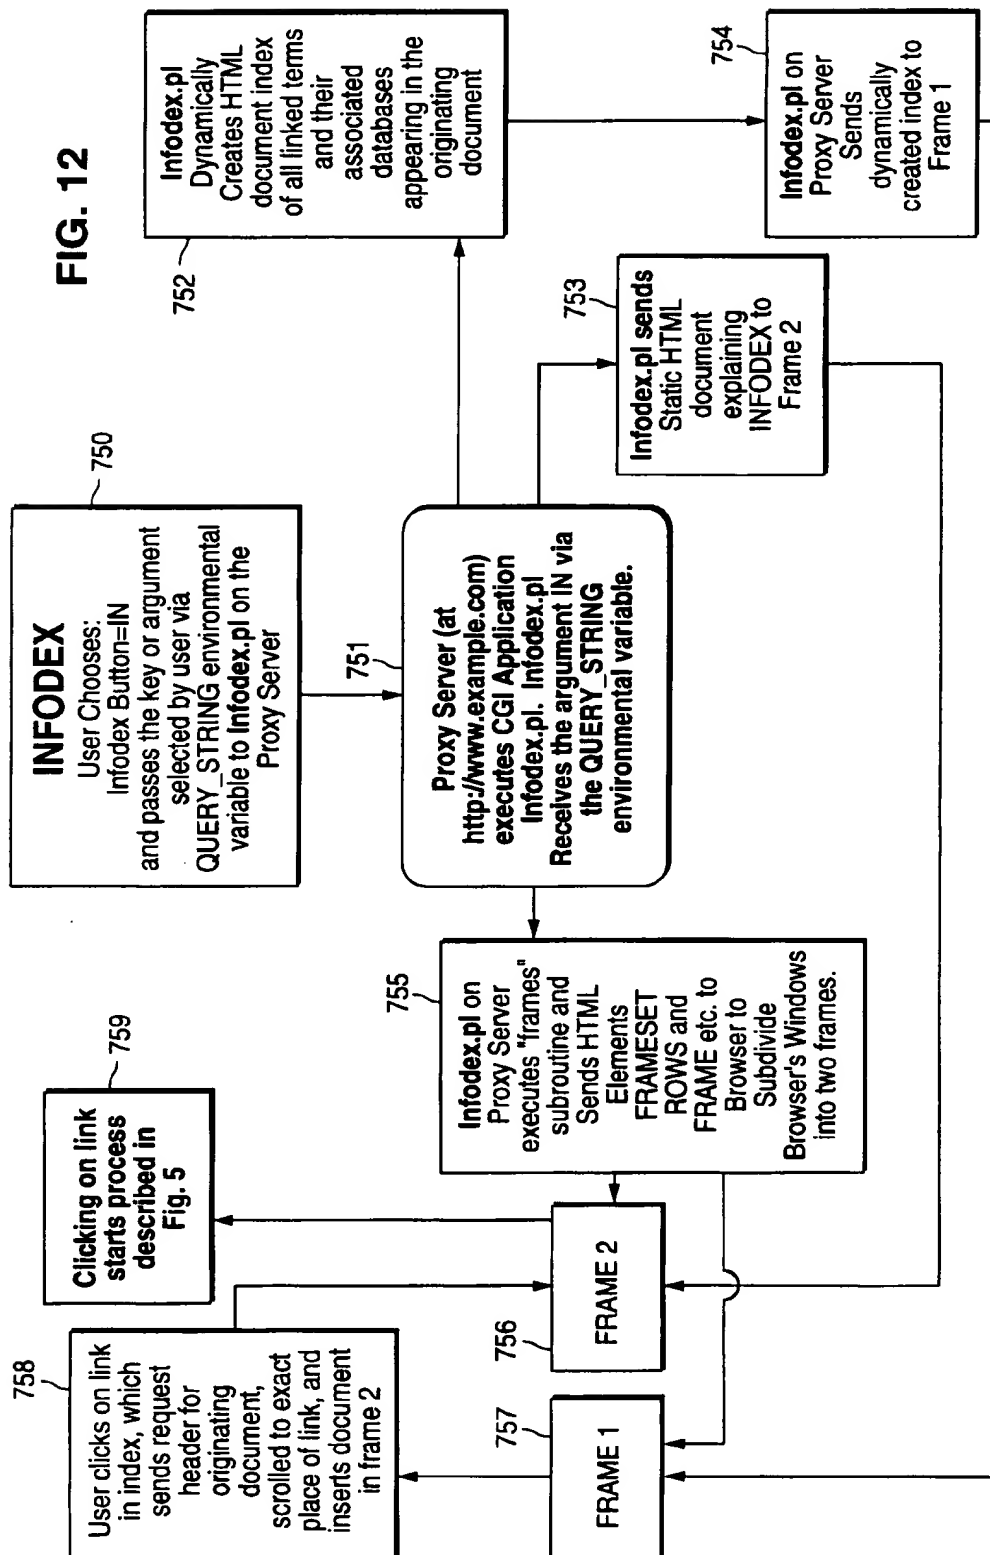 FIG. 12
INFODEX
User Chooses:
Infodex Button=IN
and passes the key or argument
selected by user via
QUERY_STRING environmental
variable to Infodex.pl on the
Proxy Server
750
751
Proxy Server (at
http://www.example.com)
executes CGI Application
Infodex.pl. Infodex.pl
Receives the argument IN via
the QUERY_STRING
environmental variable.
752
Infodex.pl
Dynamically
Creates HTML
document index
of all linked terms
and their
associated
databases
appearing in the
originating
document
753
Infodex.pl sends
Static HTML
document
explaining
INFODEX to
Frame 2
754
Infodex.pl on
Proxy Server
Sends
dynamically
created index to
Frame 1
755
Infodex.pl on
Proxy Server
executes "frames"
subroutine and
Sends HTML
Elements
FRAMESET
ROWS and
FRAME etc. to
Browser to
Subdivide
Browser's Windows
into two frames.
756
FRAME 2
757
FRAME 1
758
User clicks on link
in index, which
sends request
header for
originating
document,
scrolled to exact
place of link, and
inserts document
in frame 2
759
Clicking on link
starts process
described in
Fig. 5